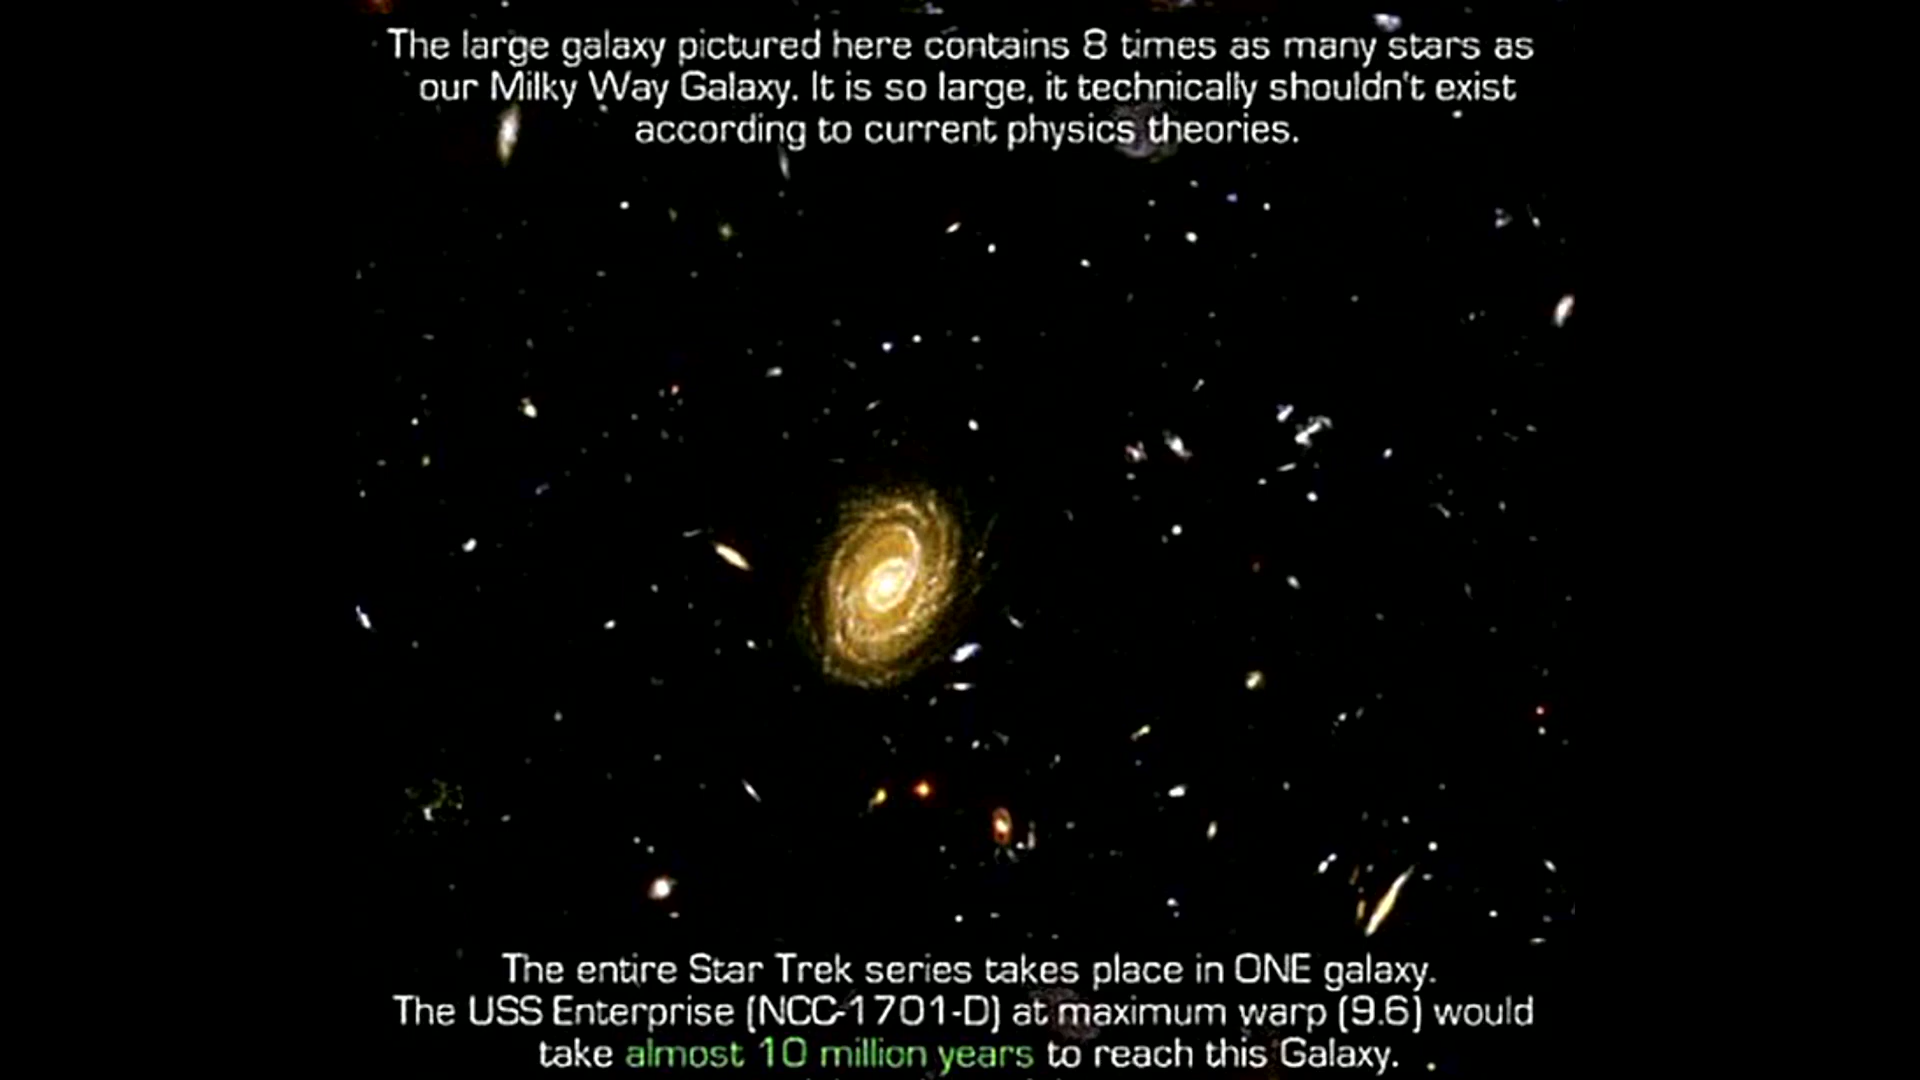 The large galaxy pictured here contains 8 times as many stars as
our Milky Way Galaxy. It is so large, it technically shouldn't exist
according to current physics theories.
The entire Star Trek series takes place in ONE galaxy.
The USS Enterprise (NCC-1701-D) at maximum warp (9.6) would
take almost 10 million years to reach this Galaxy.